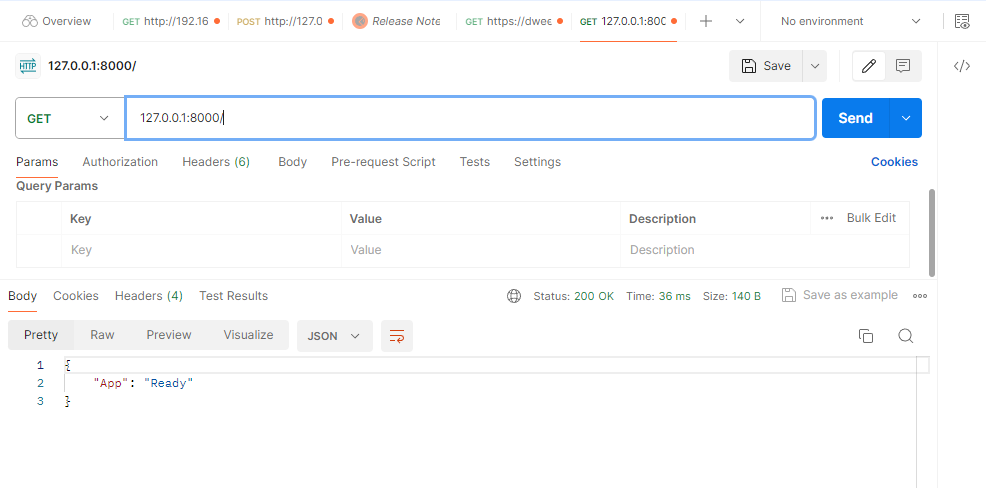 Overview GET http://192.16 POST http://127.0 Release Note GET https://dwee GET 127.0.0.1:800 No environment
HTTP 127.0.0.1:8000/ Save
GET 127.0.0.1:8000/ Send
Params Authorization Headers (6) Body Pre-request Script Tests Settings Cookies
Query Params
Key Value Description ••• Bulk Edit
Key Value Description
Body Cookies Headers (4) Test Results Status: 200 OK Time: 36 ms Size: 140 B Save as example
Pretty Raw Preview Visualize JSON
1 {
2 "App": "Ready"
3 }